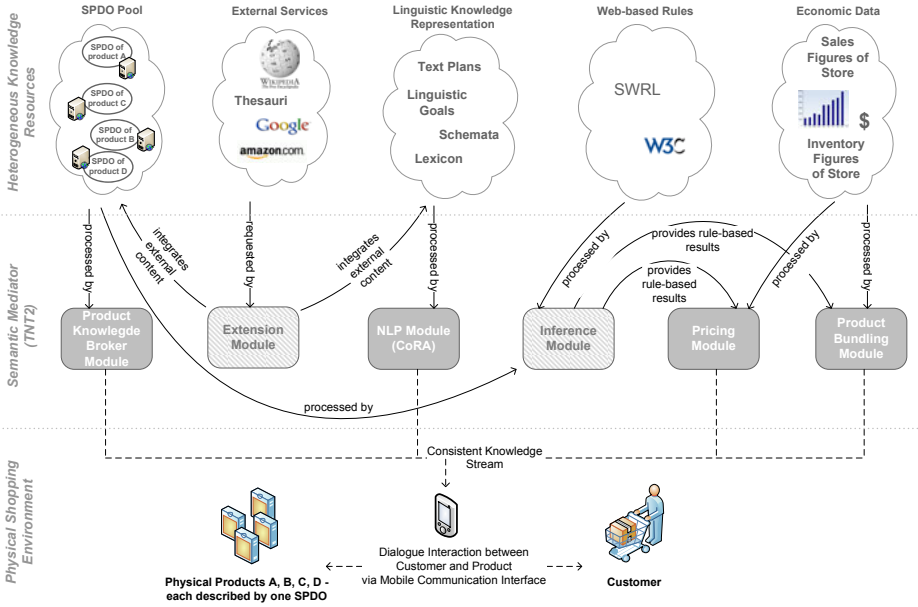 SPDO Pool
External Services
Linguistic Knowledge
Representation
Web-based Rules
Economic Data
Heterogeneous Knowledge
Resources
SPDO of
product A
SPDO of
product C
SPDO of
product B
SPDO of
product D
WIKIPEDIA
The Free Encyclopedia
Thesauri
Google
amazon.com
Text Plans
Linguistic
Goals
Schemata
Lexicon
SWRL
W3C
Sales
Figures of
Store
$
Inventory
Figures
of Store
processed by
integrates
external
content
requested by
integrates
external
content
processed by
processed by
provides rule-based
results
provides rule-based
results
processed by
processed by
Semantic Mediator
(TNT2)
Product
Knowlegde
Broker
Module
Extension
Module
NLP Module
(CoRA)
Inference
Module
Pricing
Module
Product
Bundling
Module
processed by
Physical Shopping
Environment
Consistent Knowledge
Stream
Dialogue Interaction between
Customer and Product
via Mobile Communication Interface
Physical Products A, B, C, D -
each described by one SPDO
Customer